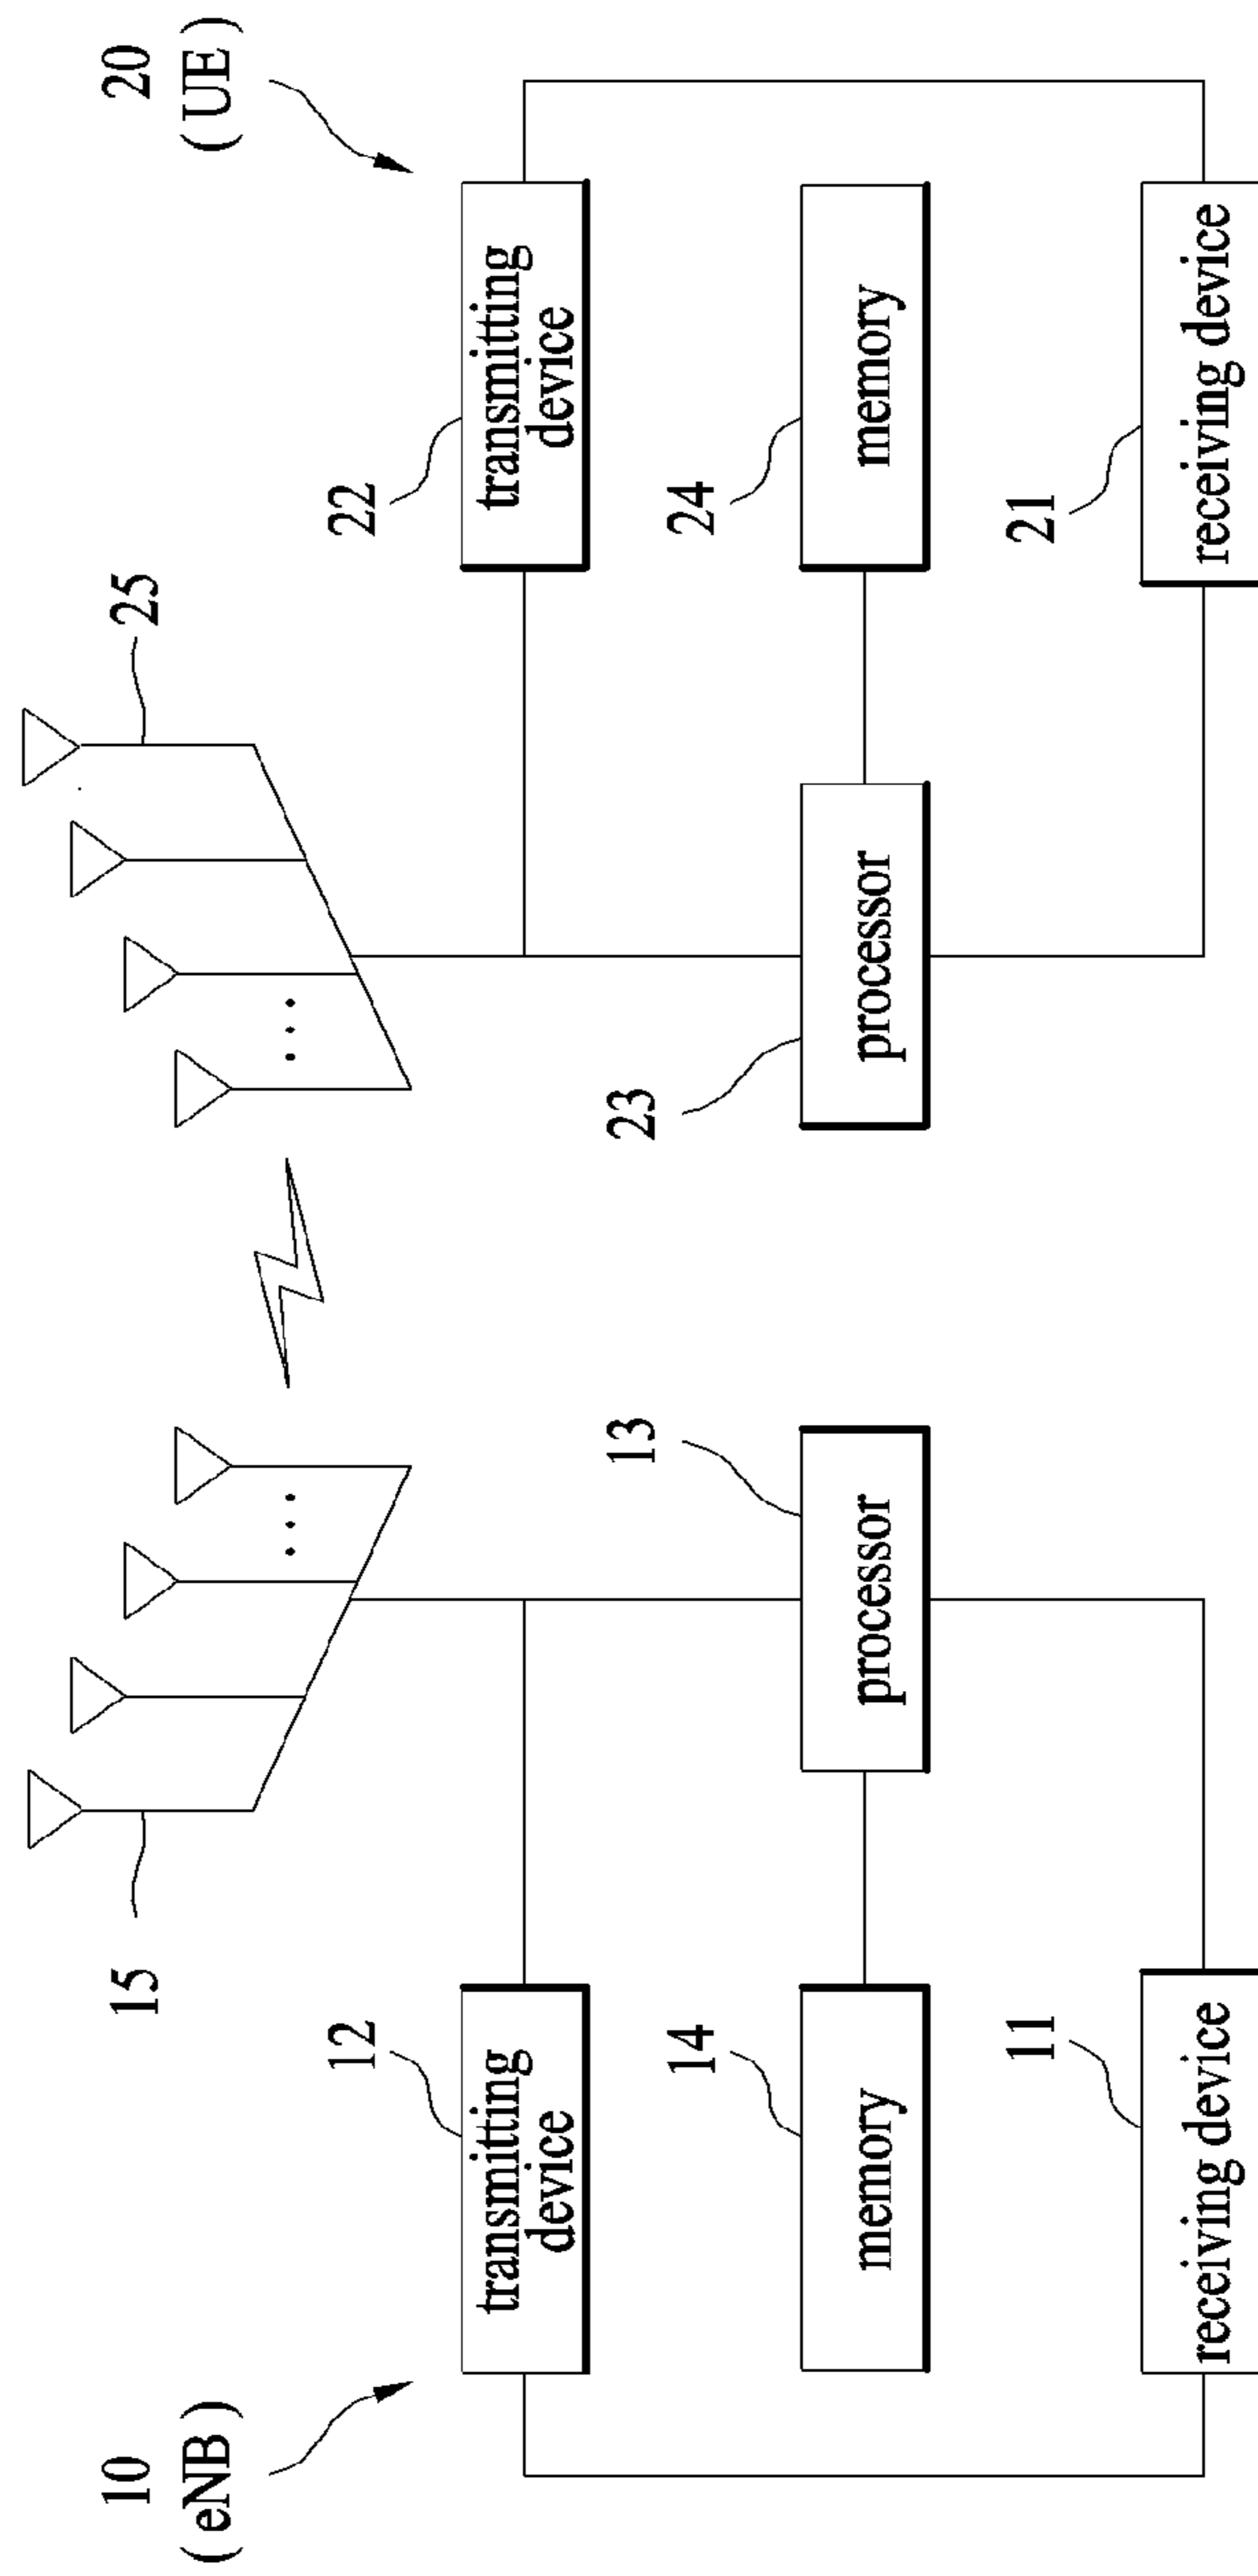 10
( eNB )
20
( UE )
15
25
12
transmitting
device
22
transmitting
device
13
processor
23
processor
14
memory
24
memory
11
receiving device
21
receiving device